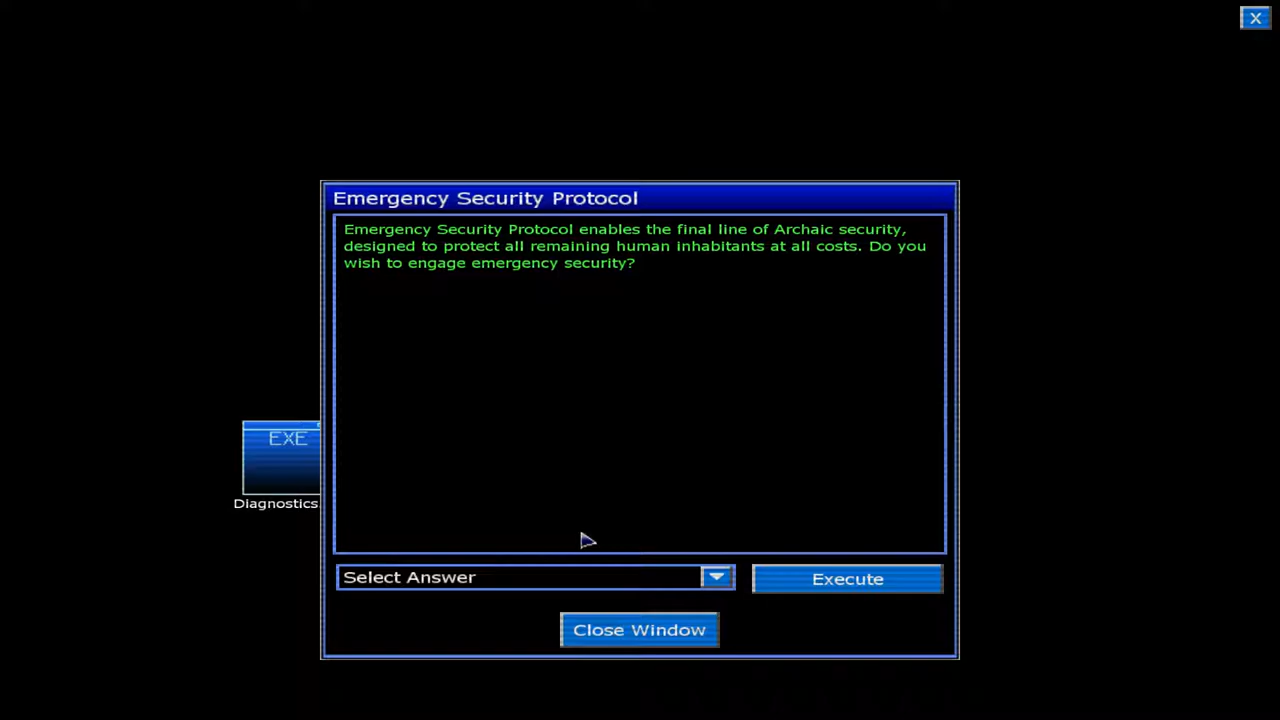 X
Emergency Security Protocol
Emergency Security Protocol enables the final line of Archaic security,
designed to protect all remaining human inhabitants at all costs. Do you
wish to engage emergency security?
EXE
Diagnostics
Select Answer
Execute
Close Window